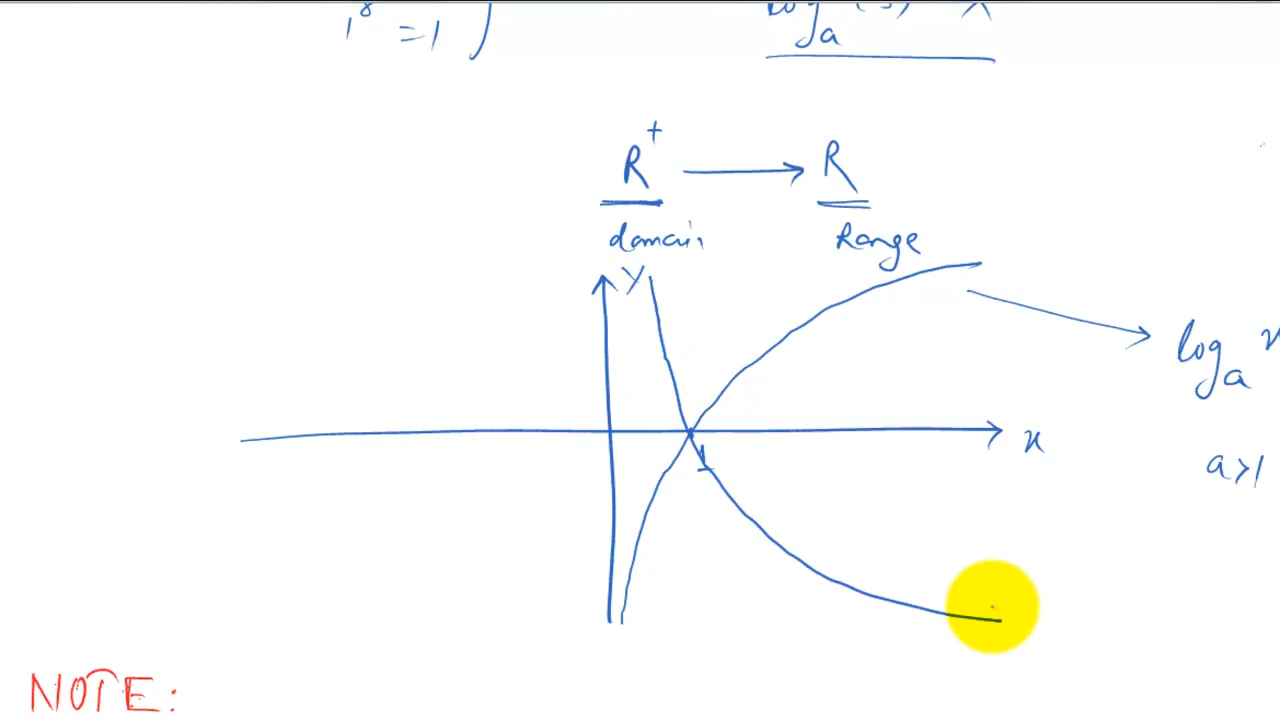 1⁸ = 1 )
R⁺ → R
domain Range
y
logₐ x
1
x
a>1
NOTE: